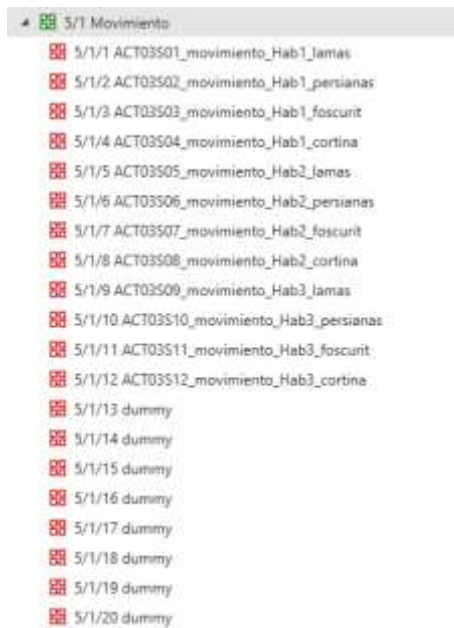 5/1 Movimiento
5/1/1 ACT03S01_movimiento_Hab1_lamas
5/1/2 ACT03S02_movimiento_Hab1_persianas
5/1/3 ACT03S03_movimiento_Hab1_foscurit
5/1/4 ACT03S04_movimiento_Hab1_cortina
5/1/5 ACT03S05_movimiento_Hab2_lamas
5/1/6 ACT03S06_movimiento_Hab2_persianas
5/1/7 ACT03S07_movimiento_Hab2_foscurit
5/1/8 ACT03S08_movimiento_Hab2_cortina
5/1/9 ACT03S09_movimiento_Hab3_lamas
5/1/10 ACT03S10_movimiento_Hab3_persianas
5/1/11 ACT03S11_movimiento_Hab3_foscurit
5/1/12 ACT03S12_movimiento_Hab3_cortina
5/1/13 dummy
5/1/14 dummy
5/1/15 dummy
5/1/16 dummy
5/1/17 dummy
5/1/18 dummy
5/1/19 dummy
5/1/20 dummy